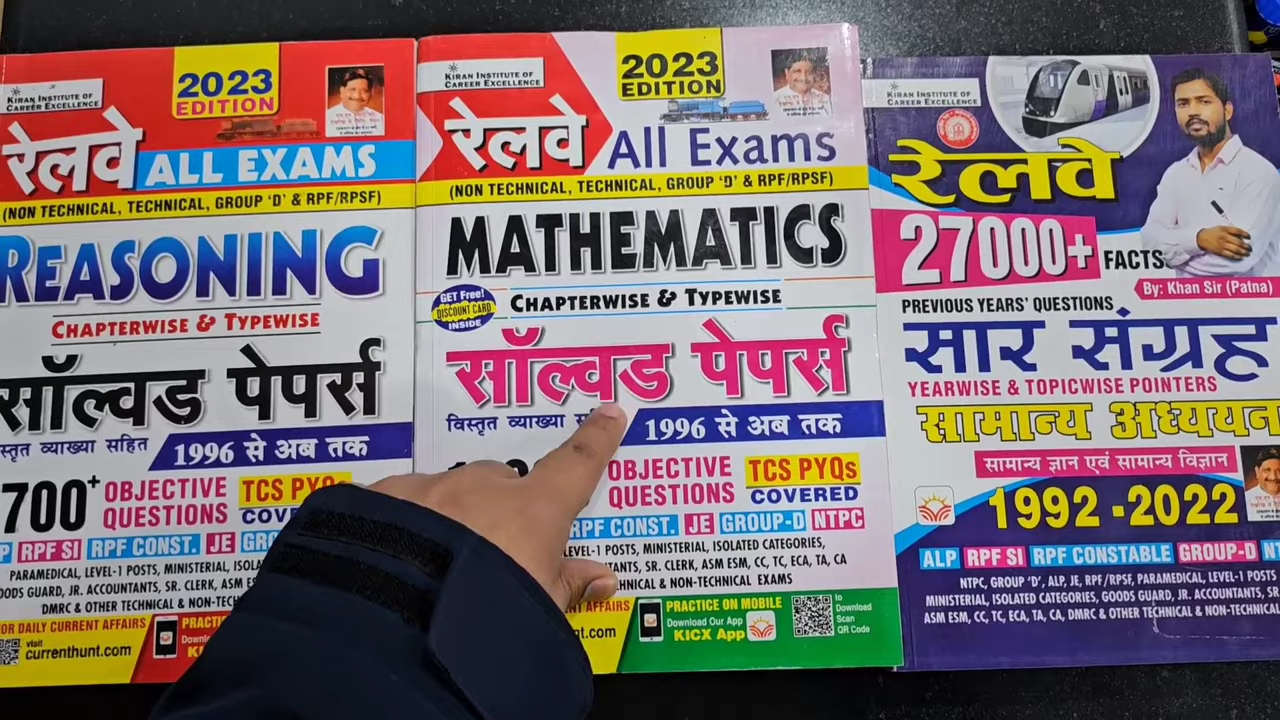 KIRAN INSTITUTE OF
CAREER EXCELLENCE
2023
EDITION
रेलवे
ALL EXAMS
(NON TECHNICAL, TECHNICAL, GROUP 'D' & RPF/RPSF)
REASONING
CHAPTERWISE & TYPEWISE
सॉल्वड पेपर्स
व्याख्या सहित
1996 से अब तक
700+ OBJECTIVE
QUESTIONS
TCS
RPF SI RPF CONST. JE
PARAMEDICAL, LEVEL-1 POSTS, MINISTERIAL,
GUARD, JR. ACCOUNTANTS, SR. CLERK, ASM
DMRC & OTHER TECHNICAL &
FOR DAILY CURRENT AFFAIRS
visit
currenthunt.com
KIRAN INSTITUTE OF
CAREER EXCELLENCE
2023
EDITION
रेलवे
All Exams
(NON TECHNICAL, TECHNICAL, GROUP 'D' & RPF/RPSF)
MATHEMATICS
GET Free!
DISCOUNT CARD
INSIDE
CHAPTERWISE & TYPEWISE
सॉल्वड पेपर्स
विस्तृत व्याख्या
1996 से अब तक
OBJECTIVE
QUESTIONS
TCS PYQs
COVERED
RPF CONST. JE GROUP-D NTPC
LEVEL-1 POSTS, MINISTERIAL, ISOLATED CATEGORIES,
SR. CLERK, ASM ESM, CC, TC, ECA, TA, CA
& NON-TECHNICAL EXAMS
AFFAIRS
PRACTICE ON MOBILE
Download Our App
KICX App
to
Download
Scan
QR Code
KIRAN INSTITUTE OF
CAREER EXCELLENCE
रेलवे
27000+ FACTS
By: Khan Sir (Patna)
PREVIOUS YEARS' QUESTIONS
सार संग्रह
YEARWISE & TOPICWISE POINTERS
सामान्य अध्ययन
सामान्य ज्ञान एवं सामान्य विज्ञान
1992 -2022
ALP RPF SI RPF CONSTABLE GROUP-D
NTPC, GROUP 'D', ALP, JE, RPF/RPSF, PARAMEDICAL, LEVEL-1 POSTS
MINISTERIAL, ISOLATED CATEGORIES, GOODS GUARD, JR. ACCOUNTANTS,
ASM ESM, CC, TC, ECA, TA, CA, DMRC & OTHER TECHNICAL &